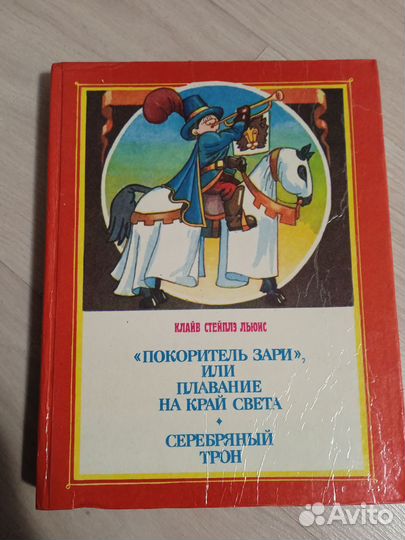 КЛАЙВ СТЕЙПЛЗ ЛЬЮИС
«ПОКОРИТЕЛЬ ЗАРИ»,
ИЛИ
ПЛАВАНИЕ
НА КРАЙ СВЕТА
СЕРЕБРЯНЫЙ
ТРОН
Avito